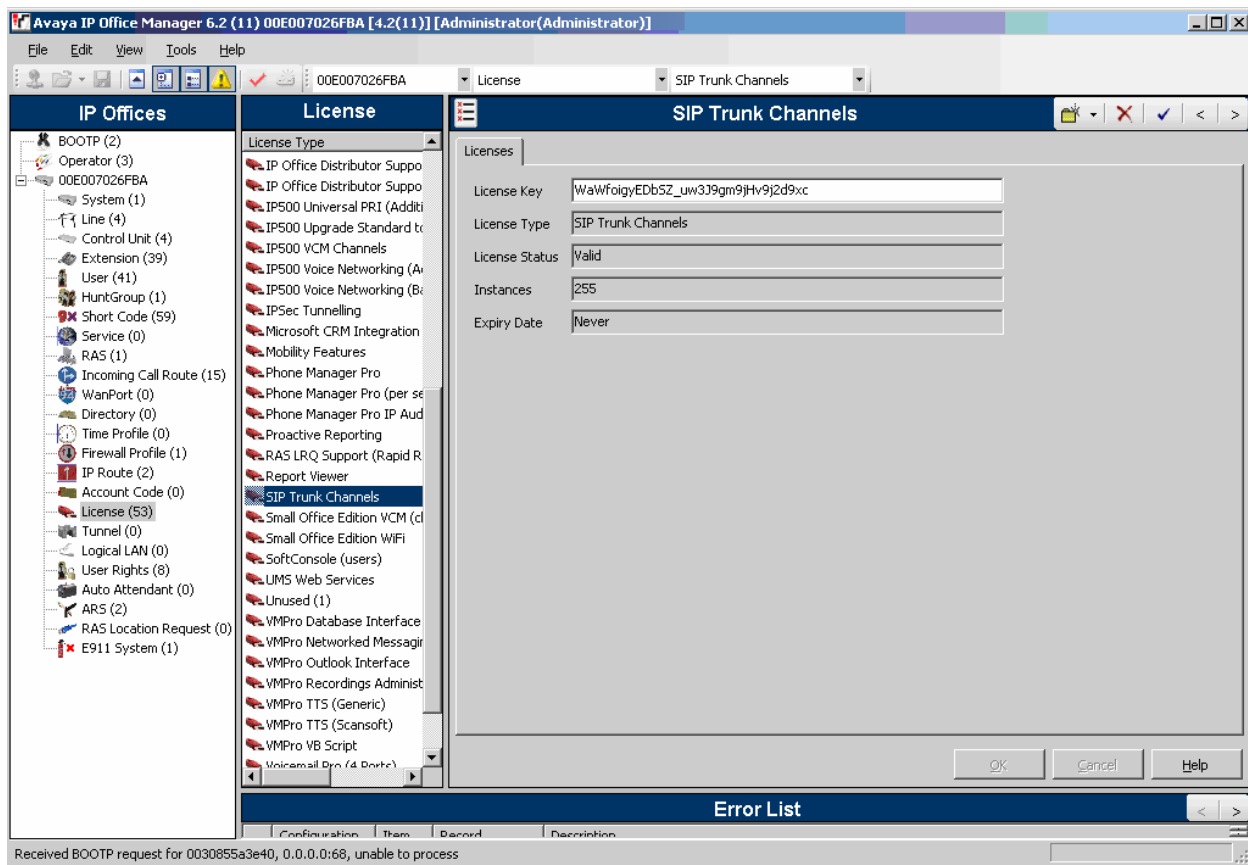 Avaya IP Office Manager 6.2 (11) 00E007026FBA [4.2(11)] [Administrator(Administrator)]
File Edit View Tools Help
00E007026FBA License SIP Trunk Channels
IP Offices
BOOTP (2)
Operator (3)
00E007026FBA
System (1)
Line (4)
Control Unit (4)
Extension (39)
User (41)
HuntGroup (1)
Short Code (59)
Service (0)
RAS (1)
Incoming Call Route (15)
WanPort (0)
Directory (0)
Time Profile (0)
Firewall Profile (1)
IP Route (2)
Account Code (0)
License (53)
Tunnel (0)
Logical LAN (0)
User Rights (8)
Auto Attendant (0)
ARS (2)
RAS Location Request (0)
E911 System (1)
License
License Type
IP Office Distributor Suppo
IP Office Distributor Suppo
IP500 Universal PRI (Additi
IP500 Upgrade Standard to
IP500 VCM Channels
IP500 Voice Networking (A
IP500 Voice Networking (Ba
IPSec Tunnelling
Microsoft CRM Integration
Mobility Features
Phone Manager Pro
Phone Manager Pro (per se
Phone Manager Pro IP Aud
Proactive Reporting
RAS LRQ Support (Rapid R
Report Viewer
SIP Trunk Channels
Small Office Edition VCM (cl
Small Office Edition WiFi
SoftConsole (users)
UMS Web Services
Unused (1)
VMPro Database Interface
VMPro Networked Messagin
VMPro Outlook Interface
VMPro Recordings Administ
VMPro TTS (Generic)
VMPro TTS (Scansoft)
VMPro VB Script
Voicemail Pro (4 Ports)
SIP Trunk Channels
Licenses
License Key WaWfoigyEDbSZ_uw3J9gm9jHv9j2d9xc
License Type SIP Trunk Channels
License Status Valid
Instances 255
Expiry Date Never
OK Cancel Help
Error List
Configuration Item Record Description
Received BOOTP request for 0030855a3e40, 0.0.0.0:68, unable to process